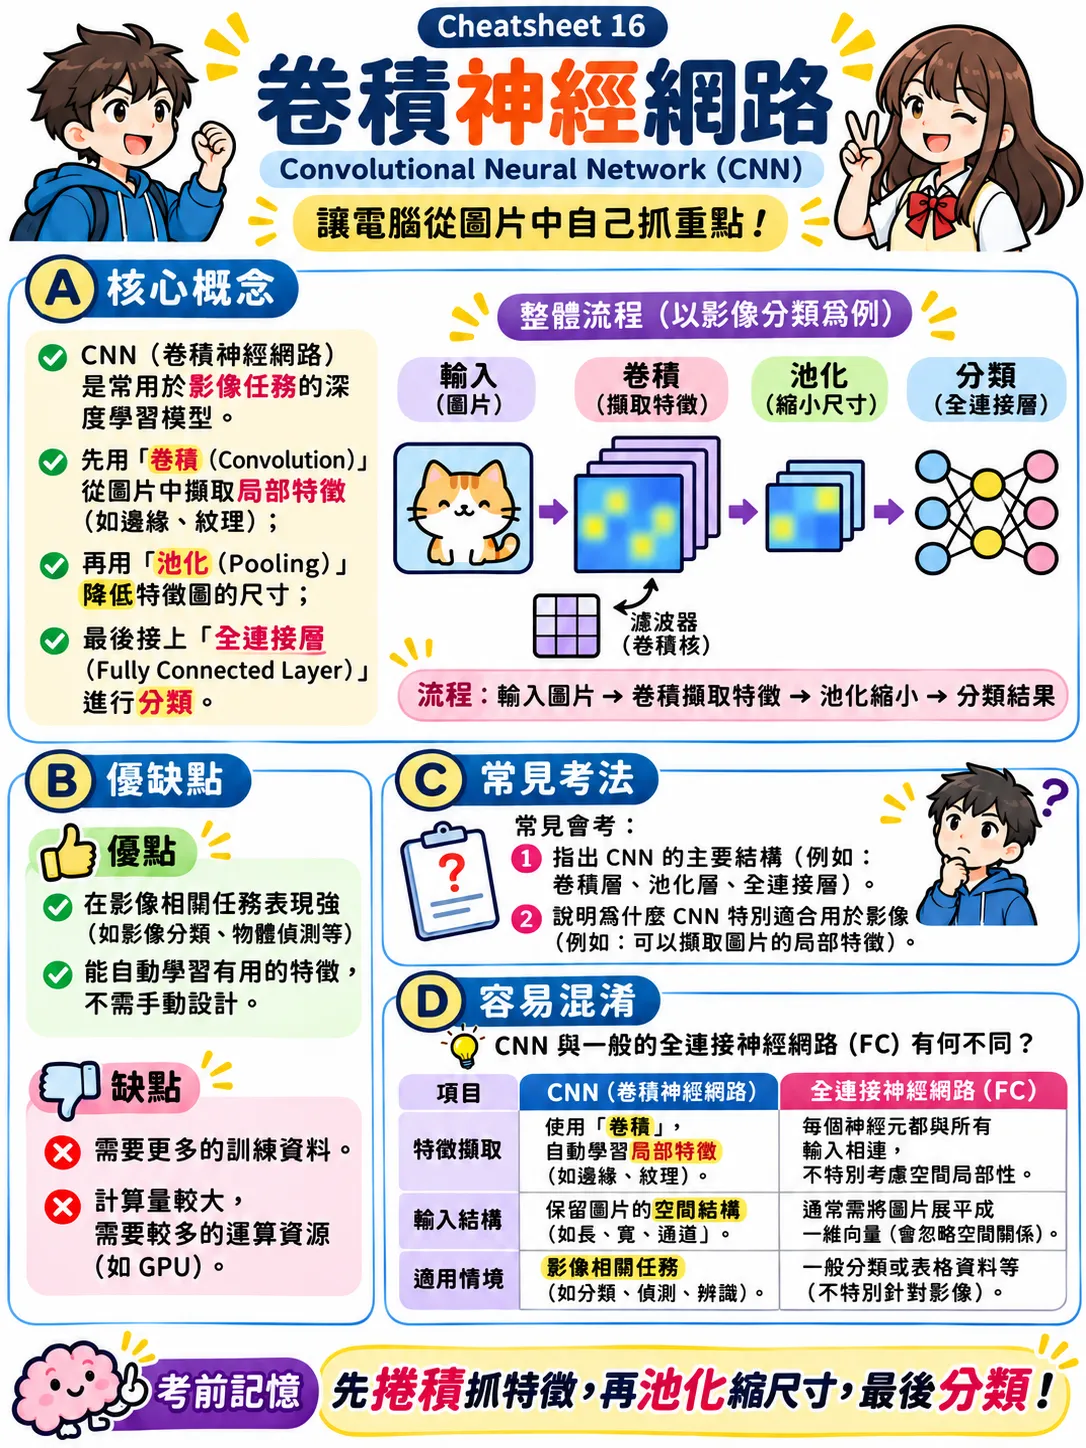 Cheatsheet 16
卷積神經網路
Convolutional Neural Network (CNN)
讓電腦從圖片中自己抓重點！
A 核心概念
CNN（卷積神經網路）
是常用於影像任務的深
度學習模型。
先用「卷積 (Convolution)」
從圖片中擷取局部特徵
（如邊緣、紋理）；
再用「池化 (Pooling)」
降低特徵圖的尺寸；
最後接上「全連接層
(Fully Connected Layer)」
進行分類。
整體流程（以影像分類為例）
輸入
（圖片）
卷積
（擷取特徵）
池化
（縮小尺寸）
分類
（全連接層）
濾波器
（卷積核）
流程：輸入圖片 → 卷積擷取特徵 → 池化縮小 → 分類結果
B 優缺點
優點
在影像相關任務表現強
（如影像分類、物體偵測等）
能自動學習有用的特徵，
不需手動設計。
缺點
需要更多的訓練資料。
計算量較大，
需要較多的運算資源
（如 GPU）。
C 常見考法
常見會考：
1 指出 CNN 的主要結構（例如：
卷積層、池化層、全連接層）。
2 說明為什麼 CNN 特別適合用於影像
（例如：可以擷取圖片的局部特徵）。
?
?
D 容易混淆
CNN 與一般的全連接神經網路 (FC) 有何不同？
項目
CNN（卷積神經網路）
全連接神經網路 (FC)
特徵擷取
使用「卷積」，
自動學習局部特徵
（如邊緣、紋理）。
每個神經元都與所有
輸入相連，
不特別考慮空間局部性。
輸入結構
保留圖片的空間結構
（如長、寬、通道」。
通常需將圖片展平成
一維向量（會忽略空間關係）。
適用情境
影像相關任務
（如分類、偵測、辨識）。
一般分類或表格資料等
（不特別針對影像）。
考前記憶
先捲積抓特徵，再池化縮尺寸，最後分類！